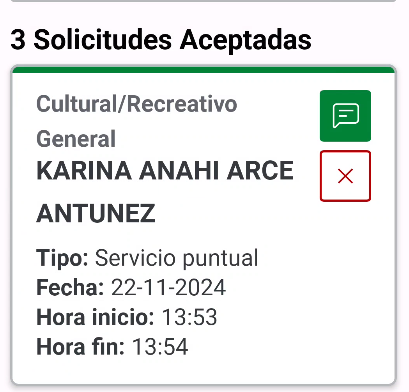 3 Solicitudes Aceptadas
Cultural/Recreativo
General
KARINA ANAHI ARCE
ANTUNEZ
Tipo: Servicio puntual
Fecha: 22-11-2024
Hora inicio: 13:53
Hora fin: 13:54